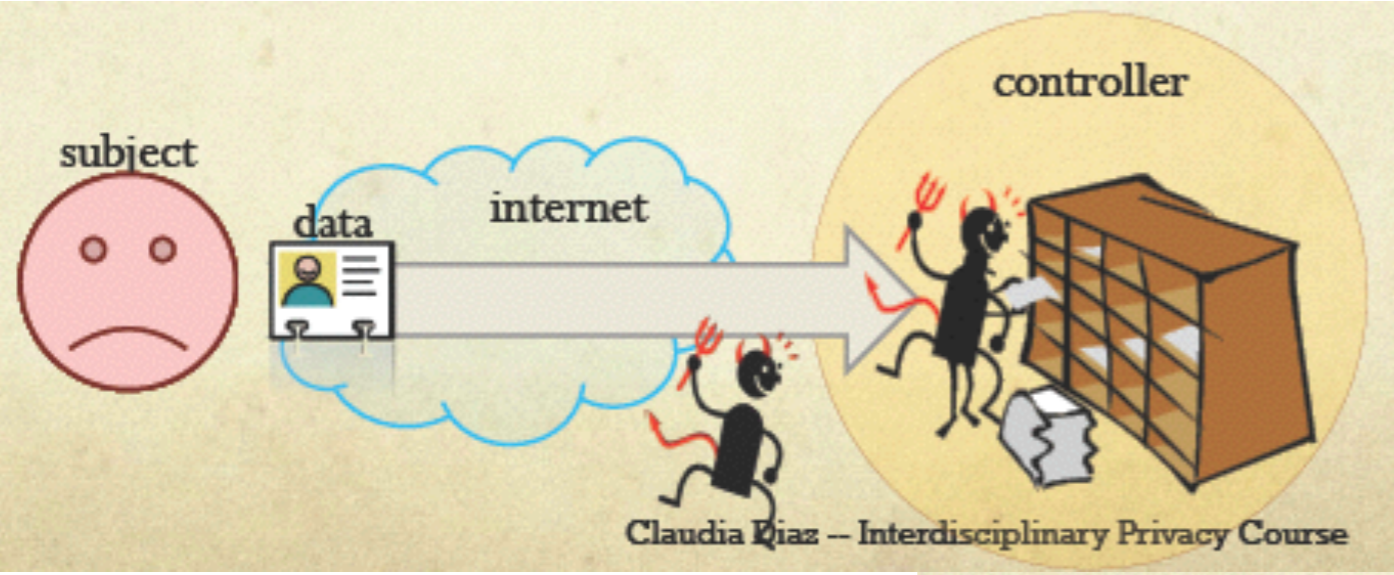 controller
subject
internet
data
Claudia Diaz -- Interdisciplinary Privacy Course